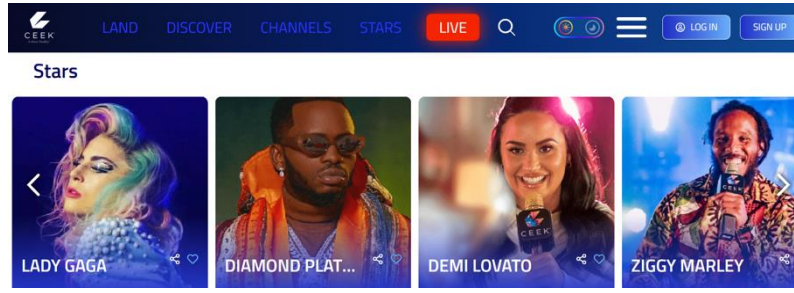 CEEK
LAND DISCOVER CHANNELS STARS LIVE LOG IN SIGN UP
Stars
CEEK
CEEK
LADY GAGA DIAMOND PLAT... DEMI LOVATO ZIGGY MARLEY